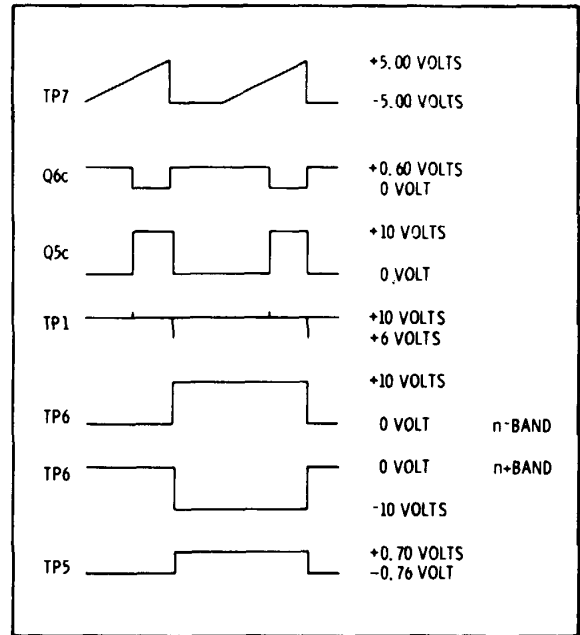 +5.00 VOLTS
TP7
-5.00 VOLTS
Q6c
+0.60 VOLTS
0 VOLT
+10 VOLTS
Q5c
0 VOLT
TP1
+10 VOLTS
+6 VOLTS
+10 VOLTS
TP6
0 VOLT n-BAND
TP6
0 VOLT n+BAND
-10 VOLTS
+0.70 VOLTS
TP5
-0.76 VOLT